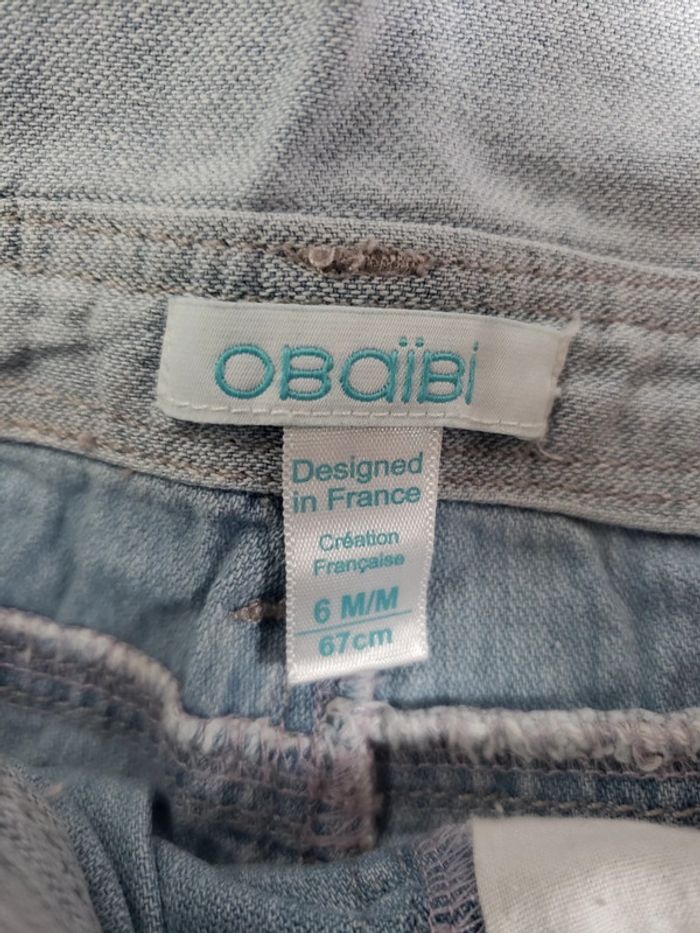 OBaïBi
Designed
in France
Création
Française
6 M/M
67cm